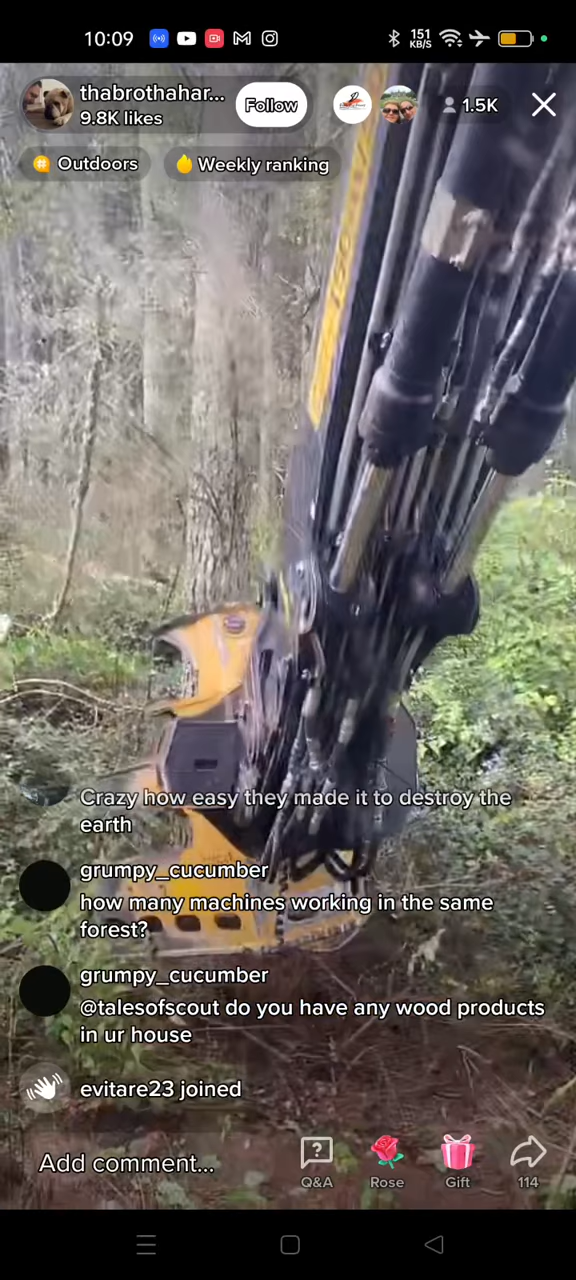 10:09
151
KB/S
thabrothahar...
9.8K likes
Follow
1.5K
Outdoors
Weekly ranking
Crazy how easy they made it to destroy the
earth
grumpy_cucumber
how many machines working in the same
forest?
grumpy_cucumber
@talesofscout do you have any wood products
in ur house
evitare23 joined
Add comment...
Q&A
Rose
Gift
114